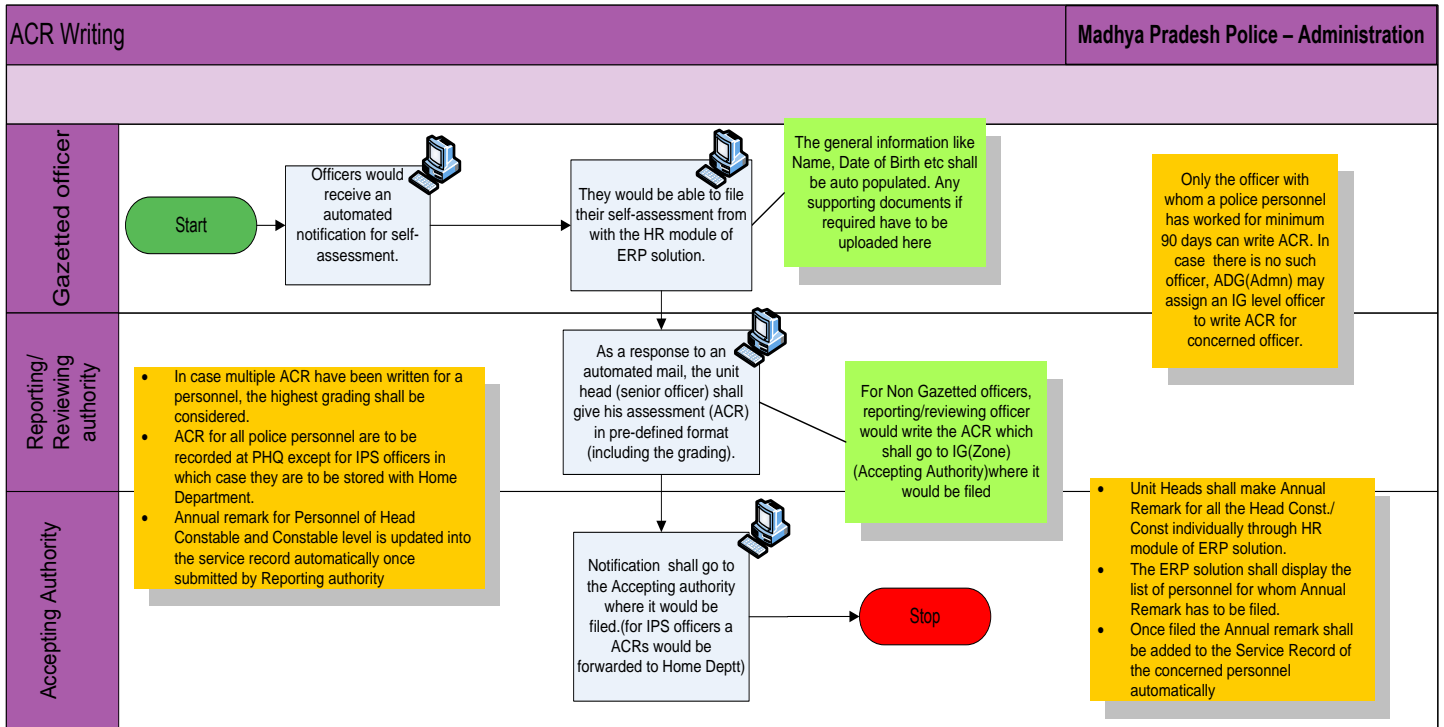 ACR Writing
Madhya Pradesh Police – Administration
Gazetted officer
Start
Officers would
receive an
automated
notification for self-
assessment.
They would be able to file
their self-assessment from
with the HR module of
ERP solution.
The general information like
Name, Date of Birth etc shall
be auto populated. Any
supporting documents if
required have to be
uploaded here
Only the officer with
whom a police personnel
has worked for minimum
90 days can write ACR. In
case there is no such
officer, ADG(Admn) may
assign an IG level officer
to write ACR for
concerned officer.
Reporting/
Reviewing
authority
• In case multiple ACR have been written for a
personnel, the highest grading shall be
considered.
• ACR for all police personnel are to be
recorded at PHQ except for IPS officers in
which case they are to be stored with Home
Department.
• Annual remark for Personnel of Head
Constable and Constable level is updated into
the service record automatically once
submitted by Reporting authority
As a response to an
automated mail, the unit
head (senior officer) shall
give his assessment (ACR)
in pre-defined format
(including the grading).
For Non Gazetted officers,
reporting/reviewing officer
would write the ACR which
shall go to IG(Zone)
(Accepting Authority)where it
would be filed
Accepting Authority
Notification shall go to
the Accepting authority
where it would be
filed.(for IPS officers a
ACRs would be
forwarded to Home Deptt)
Stop
• Unit Heads shall make Annual
Remark for all the Head Const./
Const individually through HR
module of ERP solution.
• The ERP solution shall display the
list of personnel for whom Annual
Remark has to be filed.
• Once filed the Annual remark shall
be added to the Service Record of
the concerned personnel
automatically